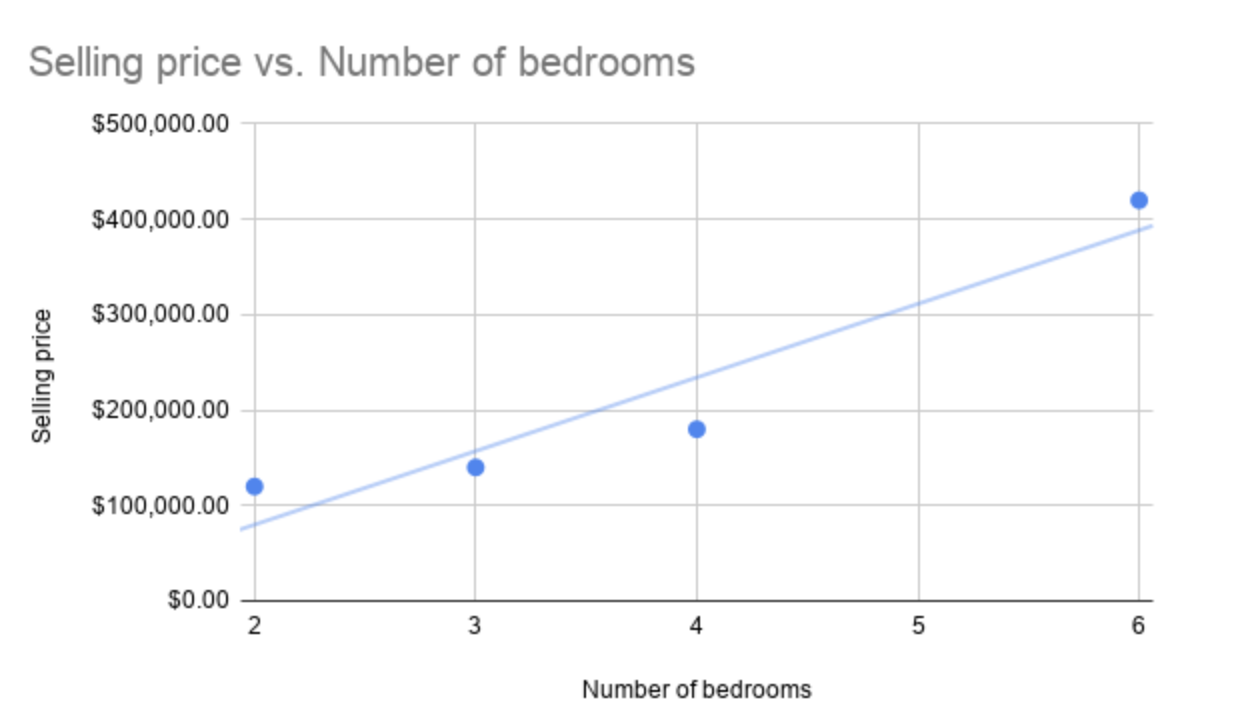 Selling price vs. Number of bedrooms
$500,000.00
$400,000.00
$300,000.00
$200,000.00
$100,000.00
$0.00
Selling price
2 3 4 5 6
Number of bedrooms